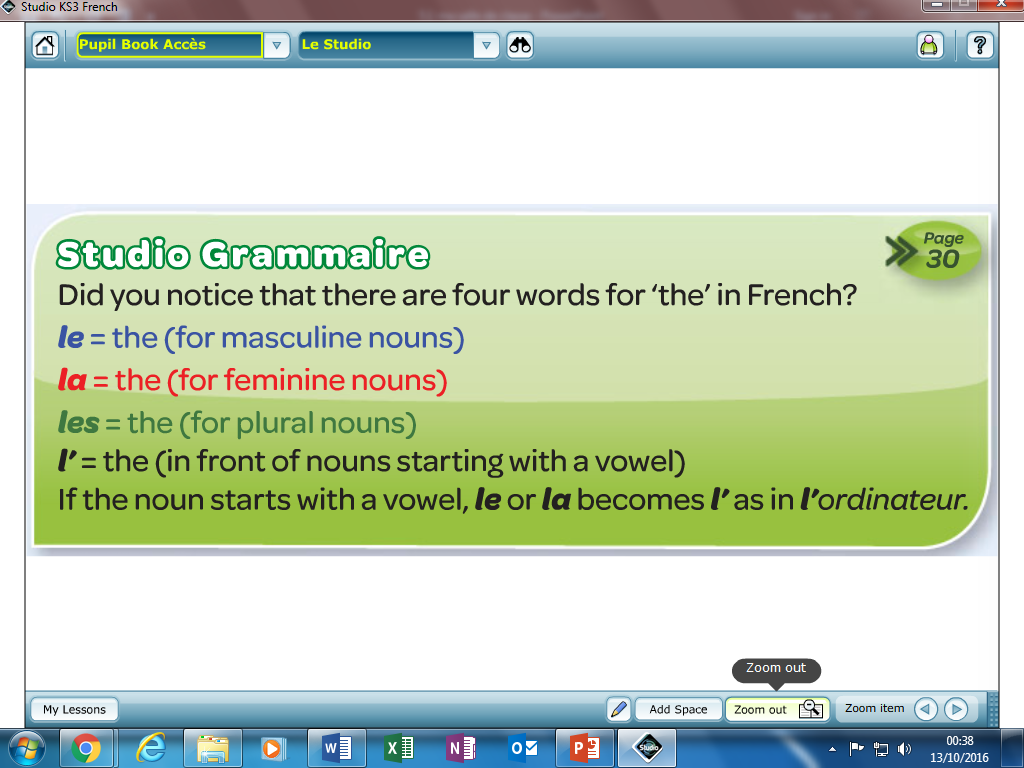 Studio KS3 French
Pupil Book Accès
Le Studio
?
Studio Grammaire
Page
30
Did you notice that there are four words for ‘the’ in French?
le = the (for masculine nouns)
la = the (for feminine nouns)
les = the (for plural nouns)
l’ = the (in front of nouns starting with a vowel)
If the noun starts with a vowel, le or la becomes l’ as in l’ordinateur.
Zoom out
My Lessons
Add Space
Zoom out
Zoom item
Studio
00:38
13/10/2016